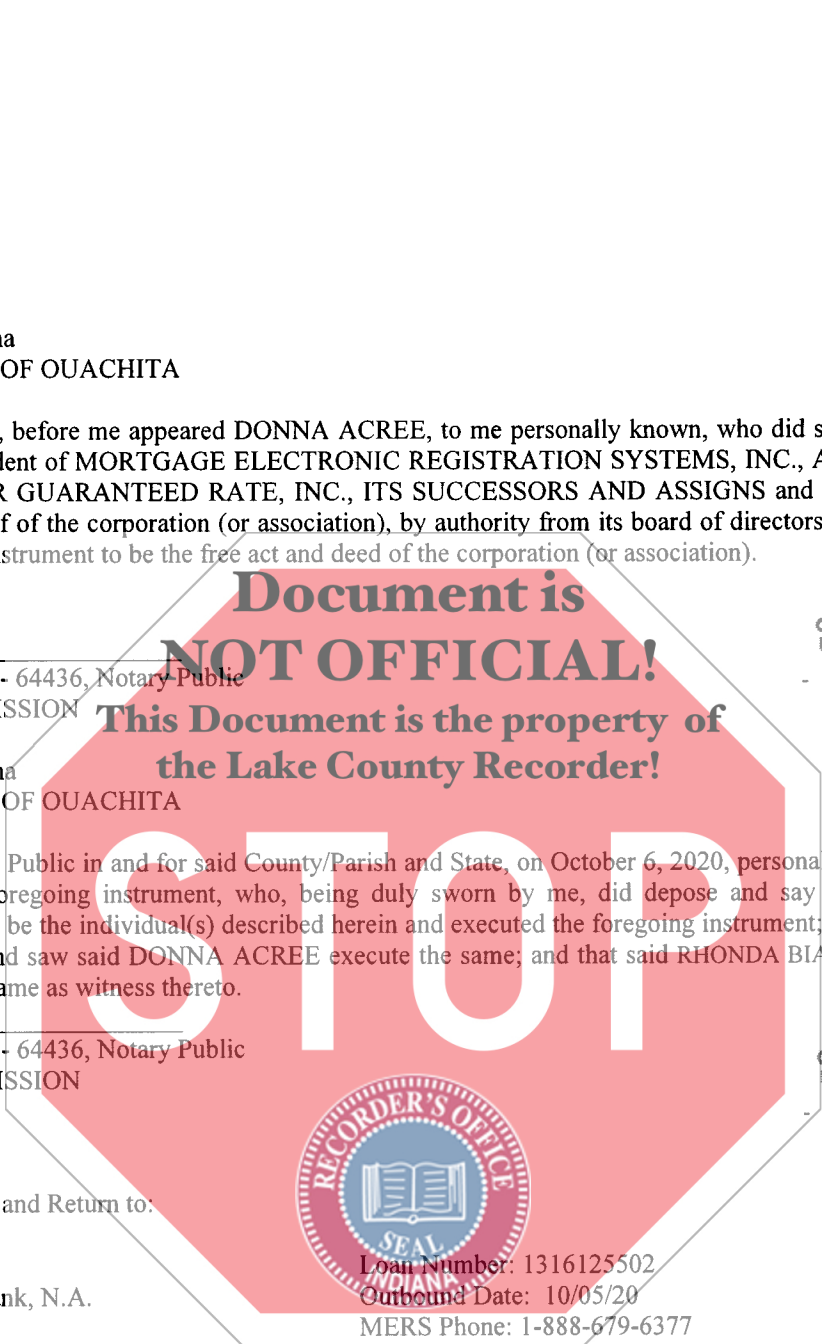 na
OF OUACHITA
, before me appeared DONNA ACREE, to me personally known, who did s
dent of MORTGAGE ELECTRONIC REGISTRATION SYSTEMS, INC., A
R GUARANTEED RATE, INC., ITS SUCCESSORS AND ASSIGNS and
f of the corporation (or association), by authority from its board of directors
strument to be the free act and deed of the corporation (or association).
Document is
NOT OFFICIAL!
- 64436, Notary Public
ISSION
This Document is the property of
the Lake County Recorder!
na
OF OUACHITA
STOP
Public in and for said County/Parish and State, on October 6, 2020, persona
oregoing instrument, who, being duly sworn by me, did depose and say
be the individual(s) described herein and executed the foregoing instrument;
d saw said DONNA ACREE execute the same; and that said RHONDA BIA
ame as witness thereto.
- 64436, Notary Public
ISSION
RECORDER'S OFFICE
SEAL
INDIANA
and Return to:
Loan Number: 1316125502
nk, N.A.
Outbound Date: 10/05/20
MERS Phone: 1-888-679-6377